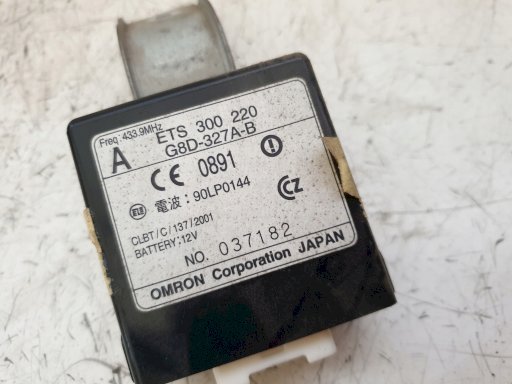 Freq: 433.9MHz
A
ETS 300 220
G8D-327A-B
CE 0891
電波: 90LP0144
CZ
CLBT/C/137/2001
BATTERY:12V
NO. 037182
OMRON Corporation JAPAN